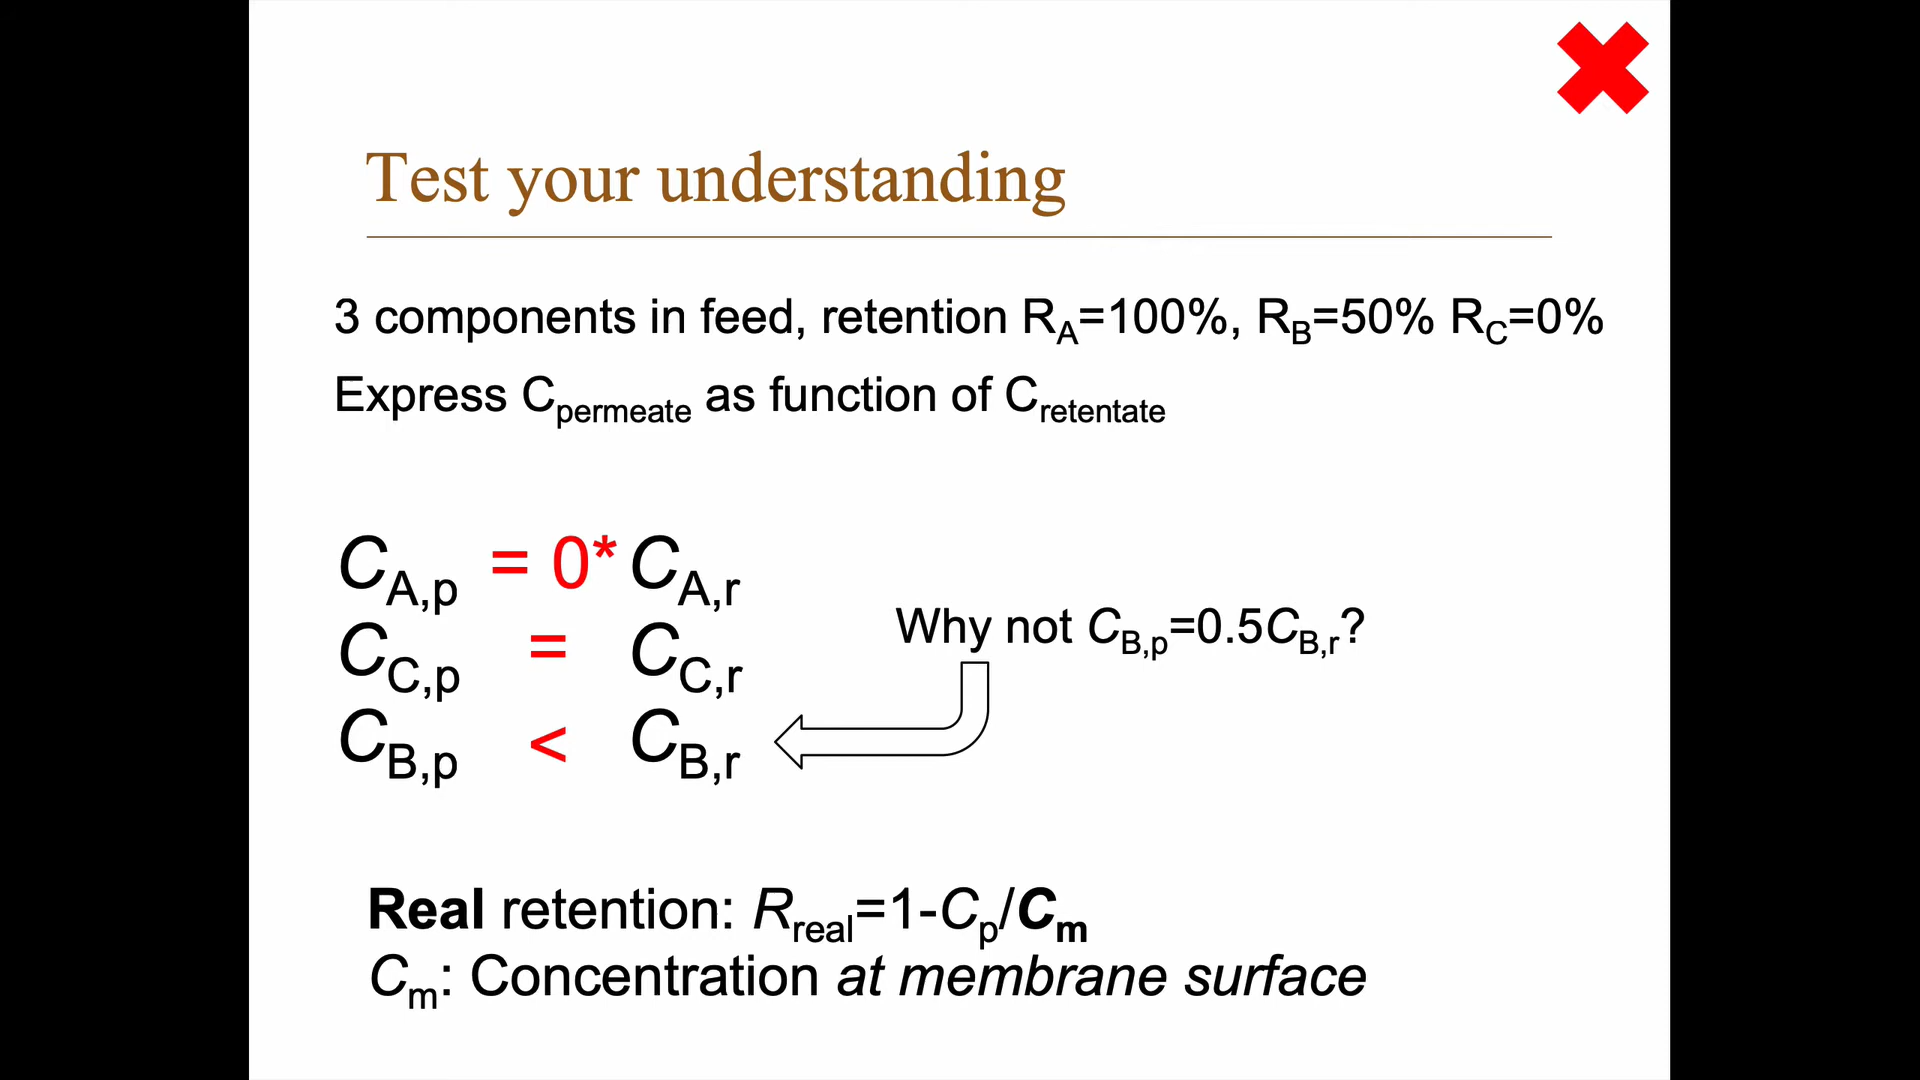 Test your understanding
3 components in feed, retention R_A=100%, R_B=50% R_C=0%
Express C_permeate as function of C_retentate
C_A,p = 0* C_A,r
C_C,p = C_C,r
Why not C_B,p=0.5C_B,r?
C_B,p < C_B,r
Real retention: R_real=1-C_p/C_m
C_m: Concentration at membrane surface